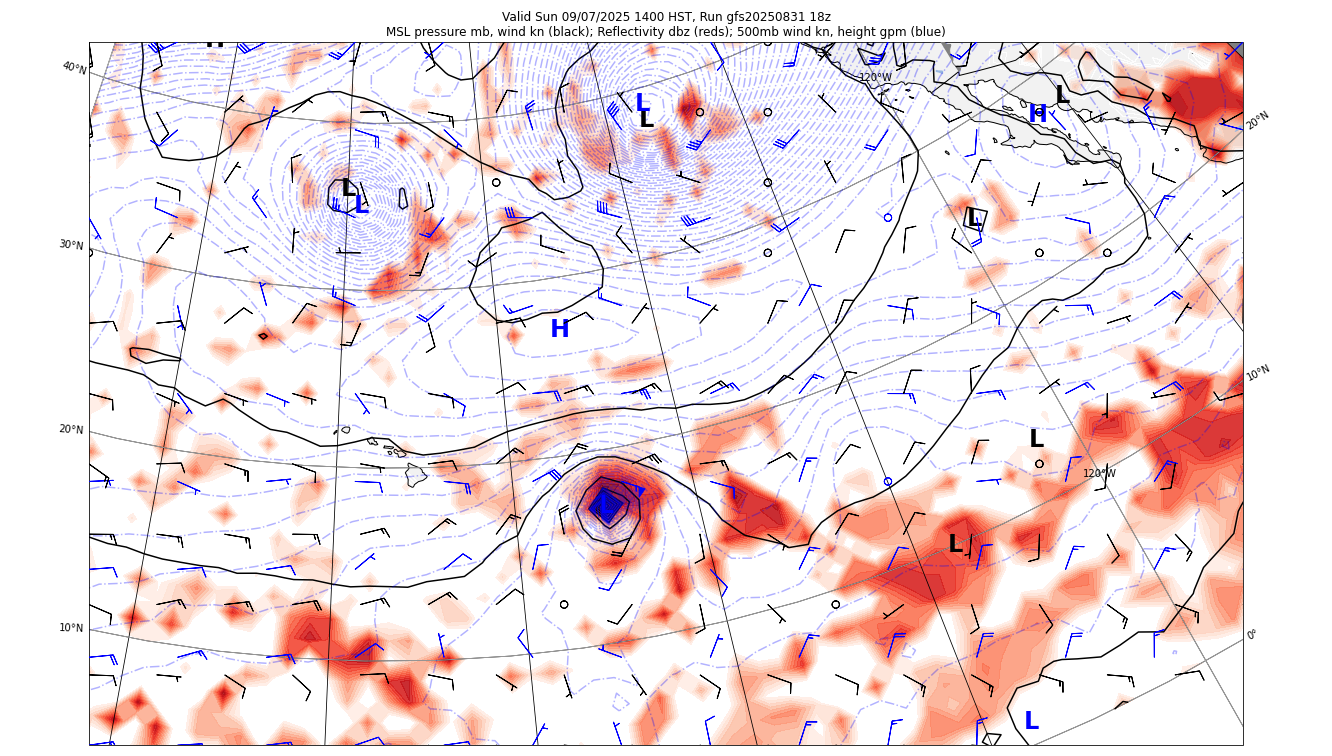 Valid Sun 09/07/2025 1400 HST, Run gfs20250831 18z
MSL pressure mb, wind kn (black); Reflectivity dbz (reds); 500mb wind kn, height gpm (blue)
H
40°N
120°W
L
L
H
L
20°N
L
L
L
30°N
H
10°N
20°N
L
120°W
L
L
10°N
0°
L